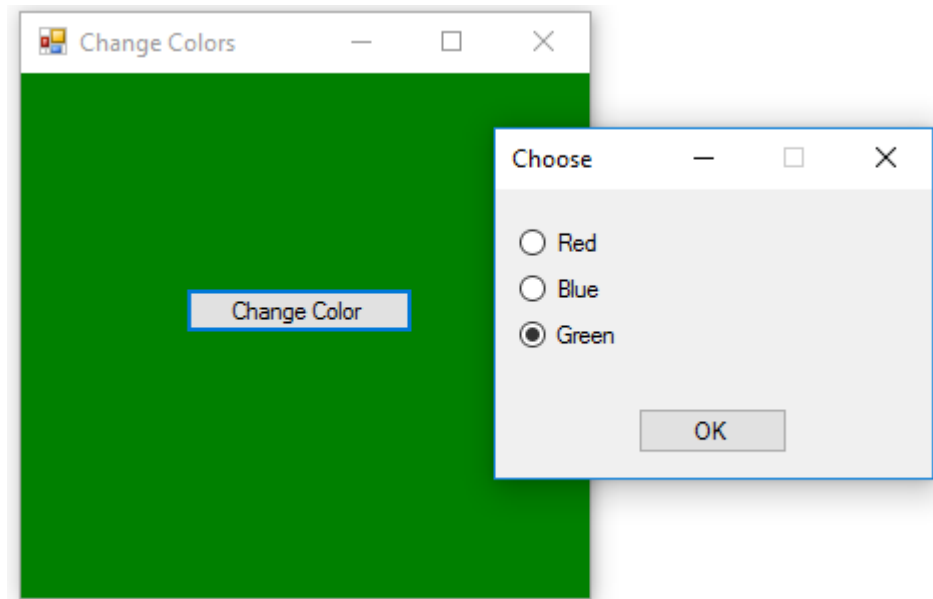 Change Colors
Change Color
Choose
Red
Blue
Green
OK